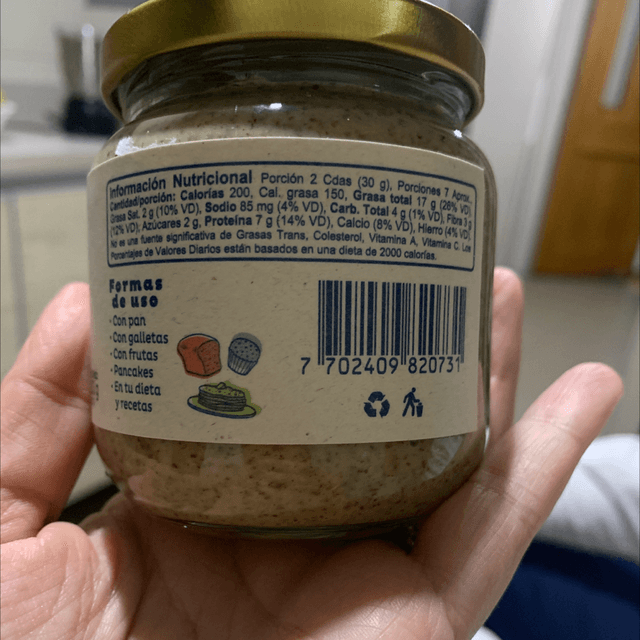 Información Nutricional Porción 2 Cdas (30 g), Porciones 7 Aprox.
Cantidad/porción: Calorías 200, Cal. grasa 150, Grasa total 17 g (26% VD),
Grasa Sat. 2 g (10% VD), Sodio 85 mg (4% VD), Carb. Total 4 g (1% VD), Fibra 3 g
(12% VD), Azúcares 2 g, Proteína 7 g (14% VD), Calcio (8% VD), Hierro (4% VD)
No es una fuente significativa de Grasas Trans, Colesterol, Vitamina A, Vitamina C. Los
Porcentajes de Valores Diarios están basados en una dieta de 2000 calorías.
Formas
de uso
· Con pan
· Con galletas
· Con frutas
· Pancakes
· En tu dieta
y recetas
7 702409 820731